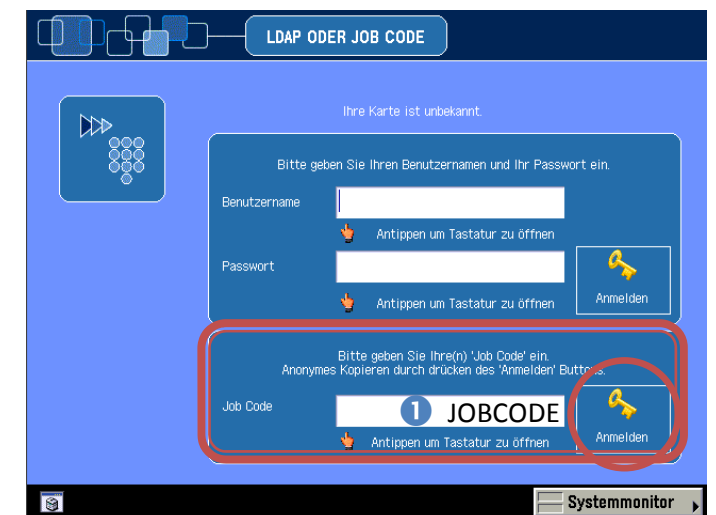 LDAP ODER JOB CODE
Ihre Karte ist unbekannt.
Bitte geben Sie Ihren Benutzernamen und Ihr Passwort ein.
Benutzername
Antippen um Tastatur zu öffnen
Passwort
Antippen um Tastatur zu öffnen
Anmelden
Bitte geben Sie Ihre(n) 'Job Code' ein.
Anonymes Kopieren durch drücken des 'Anmelden' Buttons.
Job Code
1 JOBCODE
Antippen um Tastatur zu öffnen
Anmelden
Systemmonitor